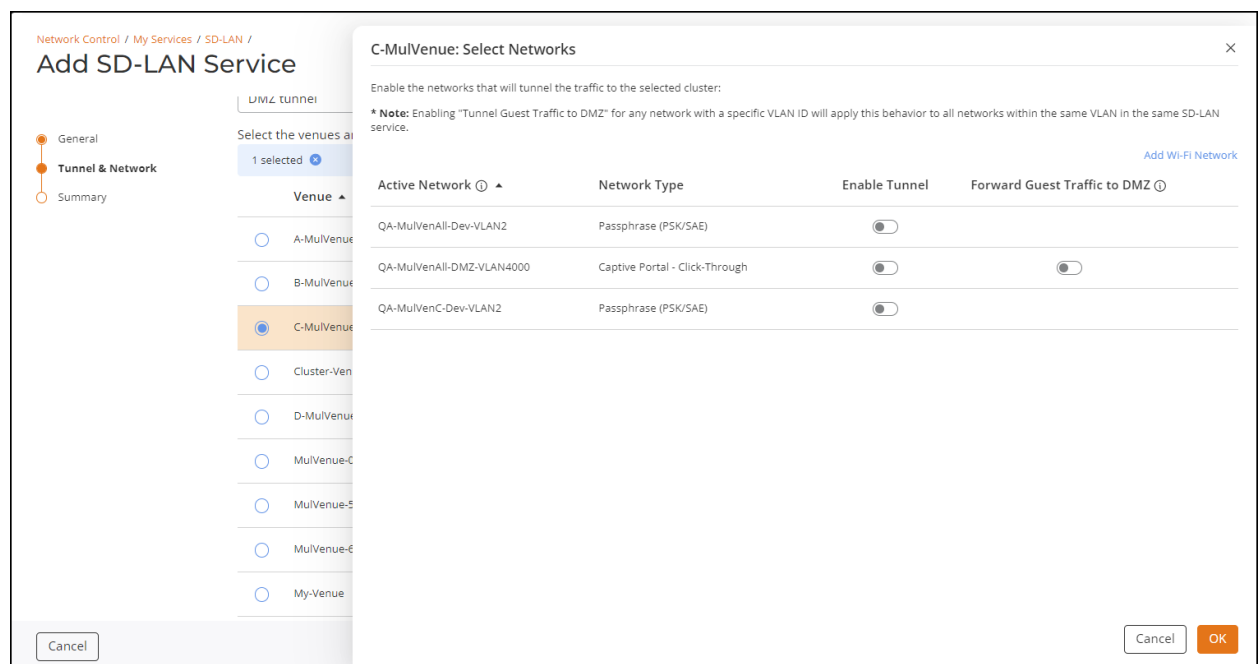 Network Control / My Services / SD-LAN /
Add SD-LAN Service
General
Tunnel & Network
Summary
DMZ tunnel
Select the venues
1 selected
Venue
A-MulVenue
B-MulVenue
C-MulVenue
Cluster-Ven
D-MulVenue
MulVenue-
MulVenue-5
MulVenue-6
My-Venue
Cancel
C-MulVenue: Select Networks
Enable the networks that will tunnel the traffic to the selected cluster:
* Note: Enabling "Tunnel Guest Traffic to DMZ" for any network with a specific VLAN ID will apply this behavior to all networks within the same VLAN in the same SD-LAN
service.
Add Wi-Fi Network
Active Network Network Type Enable Tunnel Forward Guest Traffic to DMZ
QA-MulVenAll-Dev-VLAN2 Passphrase (PSK/SAE)
QA-MulVenAll-DMZ-VLAN4000 Captive Portal - Click-Through
QA-MulVenC-Dev-VLAN2 Passphrase (PSK/SAE)
Cancel OK